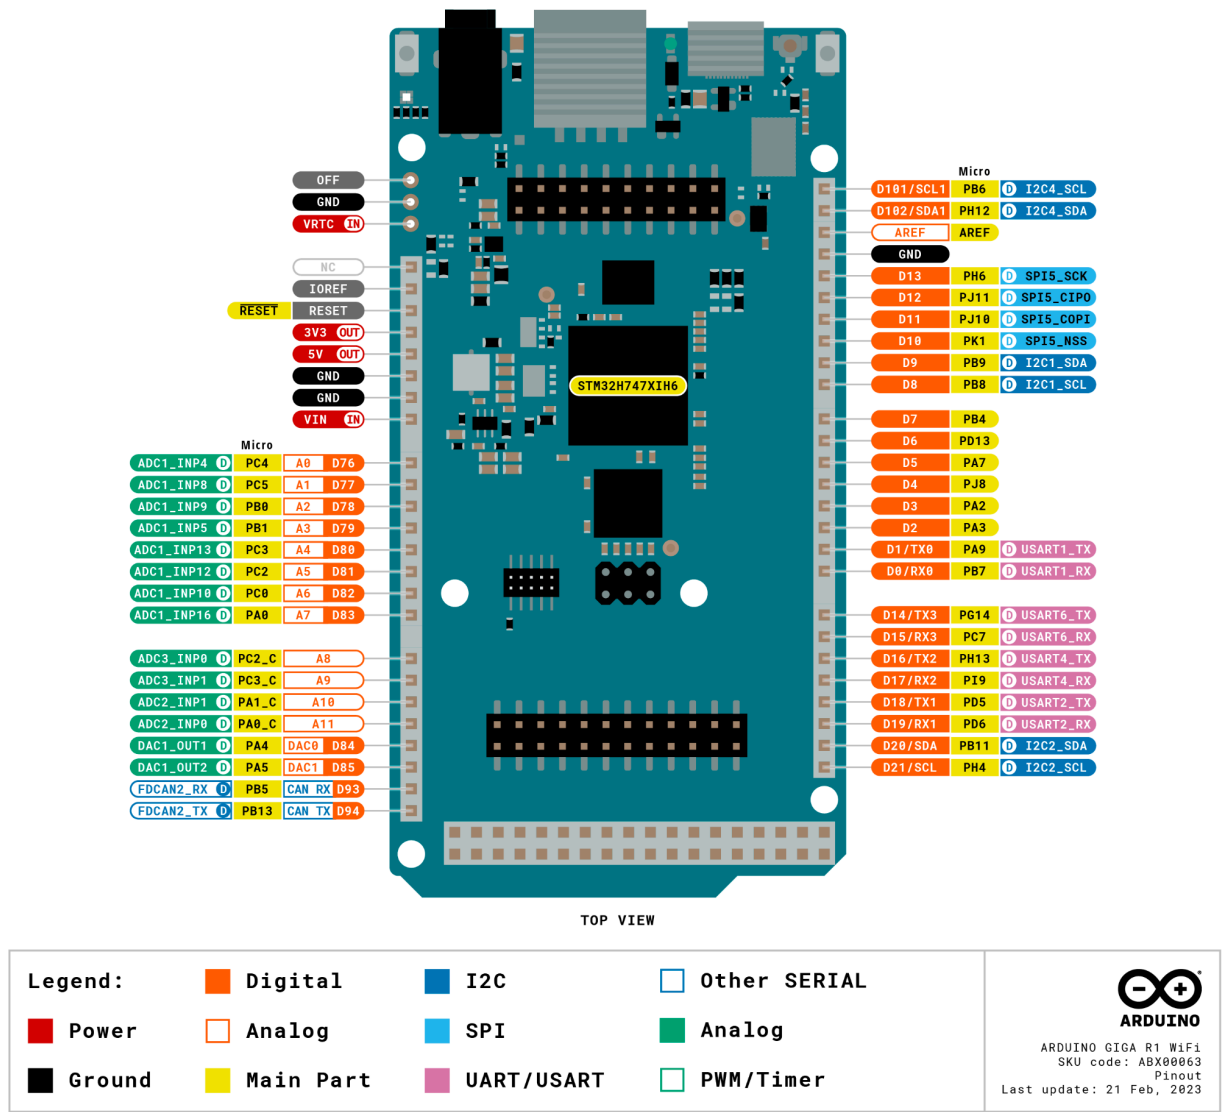 OFF
GND
VRTC IN
NC
IOREF
RESET RESET
3V3 OUT
5V OUT
GND
GND
VIN IN
Micro
ADC1_INP4 D PC4 A0 D76
ADC1_INP8 D PC5 A1 D77
ADC1_INP9 D PB0 A2 D78
ADC1_INP5 D PB1 A3 D79
ADC1_INP13 D PC3 A4 D80
ADC1_INP12 D PC2 A5 D81
ADC1_INP10 D PC0 A6 D82
ADC1_INP16 D PA0 A7 D83
ADC3_INP0 D PC2_C A8
ADC3_INP1 D PC3_C A9
ADC2_INP1 D PA1_C A10
ADC2_INP0 D PA0_C A11
DAC1_OUT1 D PA4 DAC0 D84
DAC1_OUT2 D PA5 DAC1 D85
FDCAN2_RX D PB5 CAN RX D93
FDCAN2_TX D PB13 CAN TX D94
STM32H747XIH6
Micro
D101/SCL1 PB6 D I2C4_SCL
D102/SDA1 PH12 D I2C4_SDA
AREF AREF
GND
D13 PH6 D SPI5_SCK
D12 PJ11 D SPI5_CIPO
D11 PJ10 D SPI5_COPI
D10 PK1 D SPI5_NSS
D9 PB9 D I2C1_SDA
D8 PB8 D I2C1_SCL
D7 PB4
D6 PD13
D5 PA7
D4 PJ8
D3 PA2
D2 PA3
D1/TX0 PA9 D USART1_TX
D0/RX0 PB7 D USART1_RX
D14/TX3 PG14 D USART6_TX
D15/RX3 PC7 D USART6_RX
D16/TX2 PH13 D USART4_TX
D17/RX2 PI9 D USART4_RX
D18/TX1 PD5 D USART2_TX
D19/RX1 PD6 D USART2_RX
D20/SDA PB11 D I2C2_SDA
D21/SCL PH4 D I2C2_SCL
TOP VIEW
Legend:
Digital
I2C
Other SERIAL
Power
Analog
SPI
Analog
Ground
Main Part
UART/USART
PWM/Timer
ARDUINO
ARDUINO GIGA R1 WiFi
SKU code: ABX00063
Pinout
Last update: 21 Feb, 2023